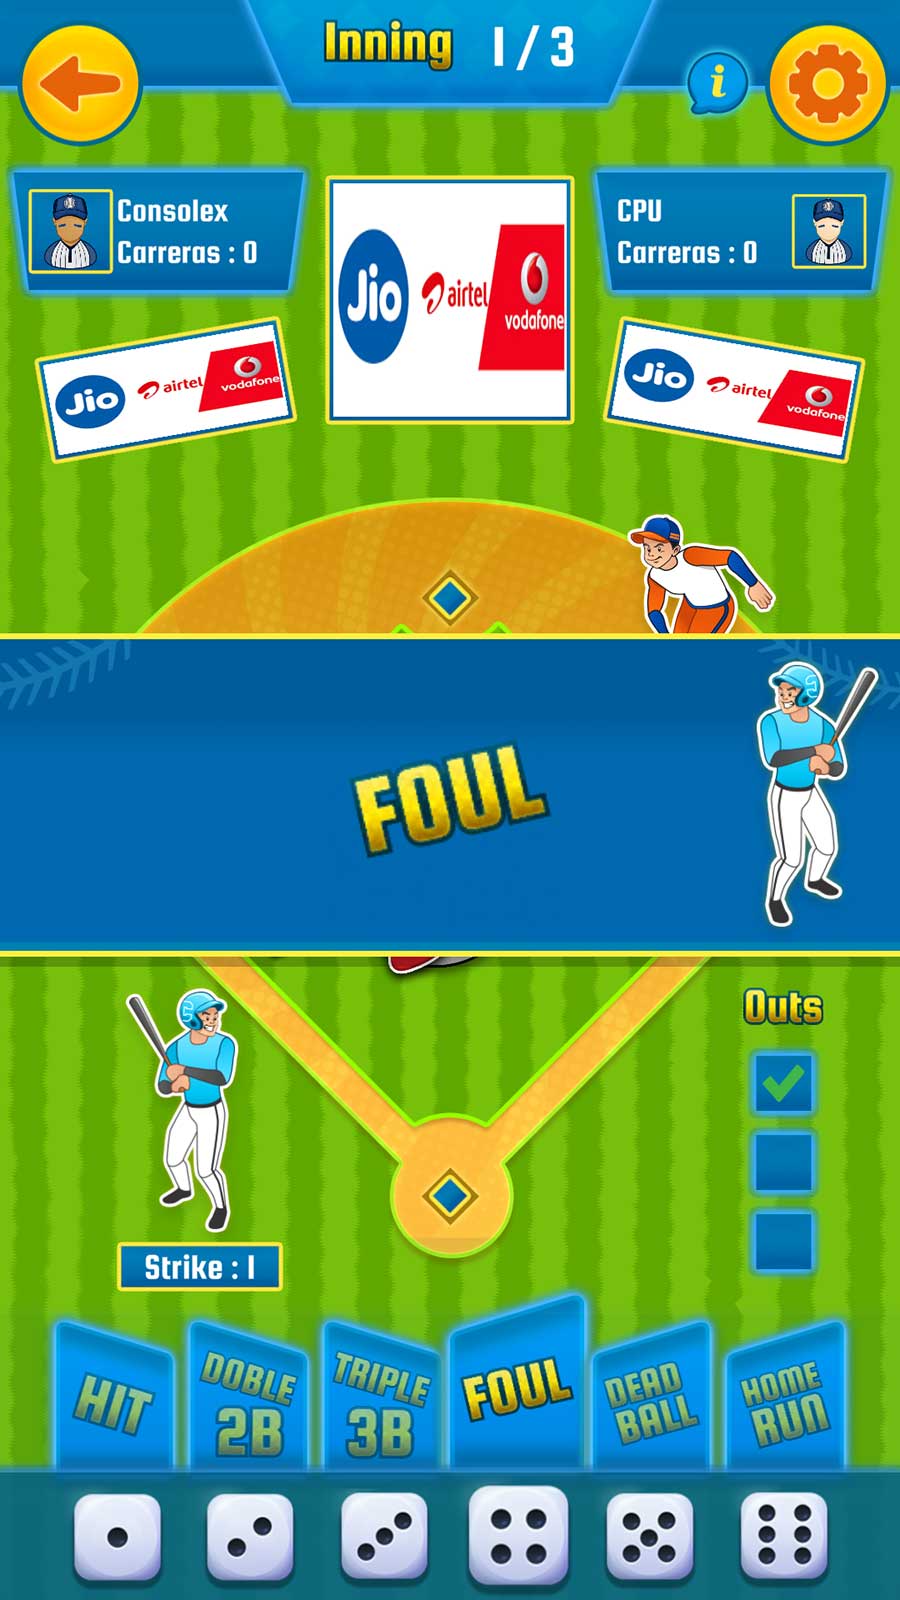 Inning 1/3
i
Consolex
Carreras : 0
CPU
Carreras : 0
Jio airtel vodafone
Jio airtel vodafone
Jio airtel vodafone
FOUL
Outs
Strike : 1
HIT
DOBLE
2B
TRIPLE
3B
FOUL
DEAD
BALL
HOME
RUN